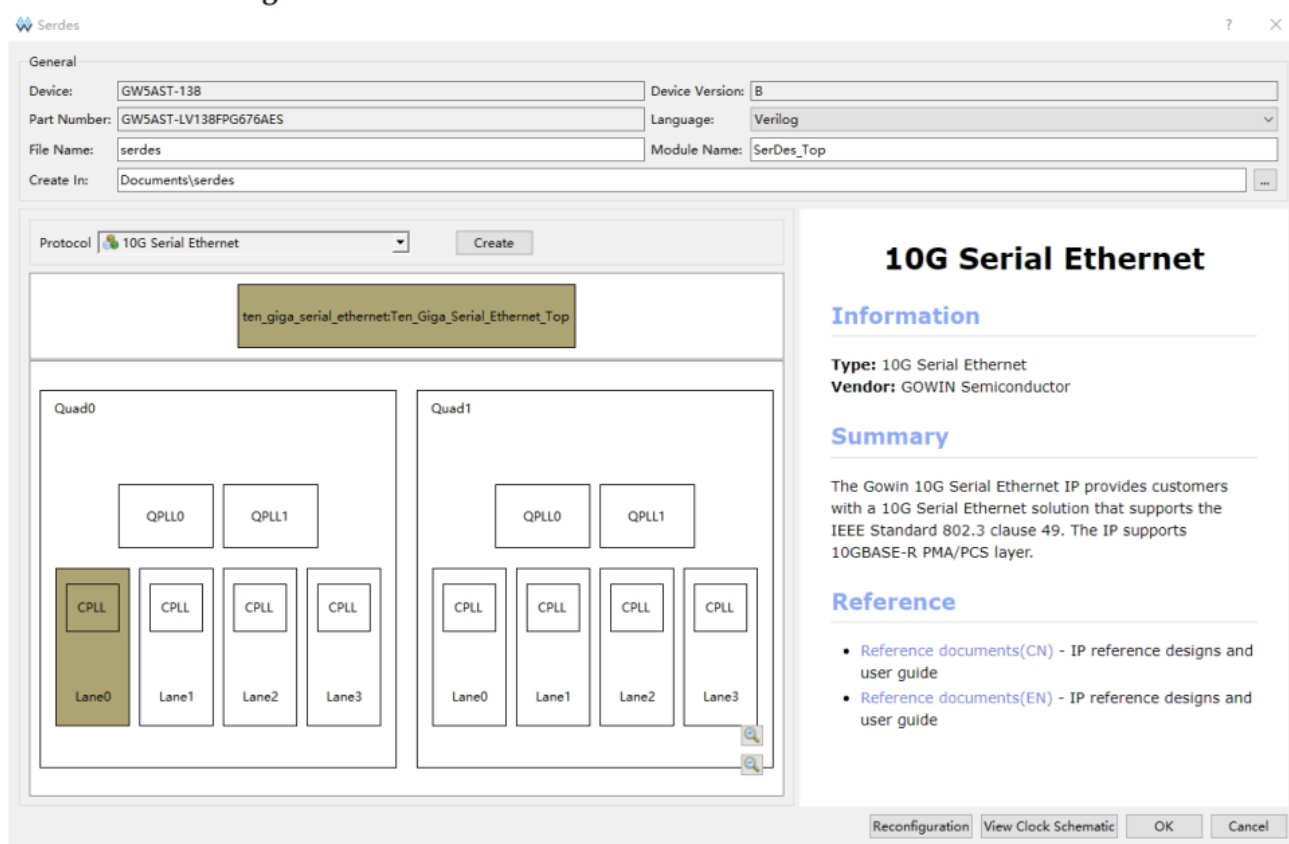 Serdes
?
General
Device: GW5AST-138 Device Version: B
Part Number: GW5AST-LV138FPG676AES Language: Verilog
File Name: serdes Module Name: SerDes_Top
Create In: Documents\serdes ...
Protocol 10G Serial Ethernet Create
ten_giga_serial_ethernet:Ten_Giga_Serial_Ethernet_Top
Quad0
QPLL0 QPLL1
CPLL CPLL CPLL CPLL
Lane0 Lane1 Lane2 Lane3
Quad1
QPLL0 QPLL1
CPLL CPLL CPLL CPLL
Lane0 Lane1 Lane2 Lane3
10G Serial Ethernet
Information
Type: 10G Serial Ethernet
Vendor: GOWIN Semiconductor
Summary
The Gowin 10G Serial Ethernet IP provides customers
with a 10G Serial Ethernet solution that supports the
IEEE Standard 802.3 clause 49. The IP supports
10GBASE-R PMA/PCS layer.
Reference
• Reference documents(CN) - IP reference designs and
user guide
• Reference documents(EN) - IP reference designs and
user guide
Reconfiguration View Clock Schematic OK Cancel